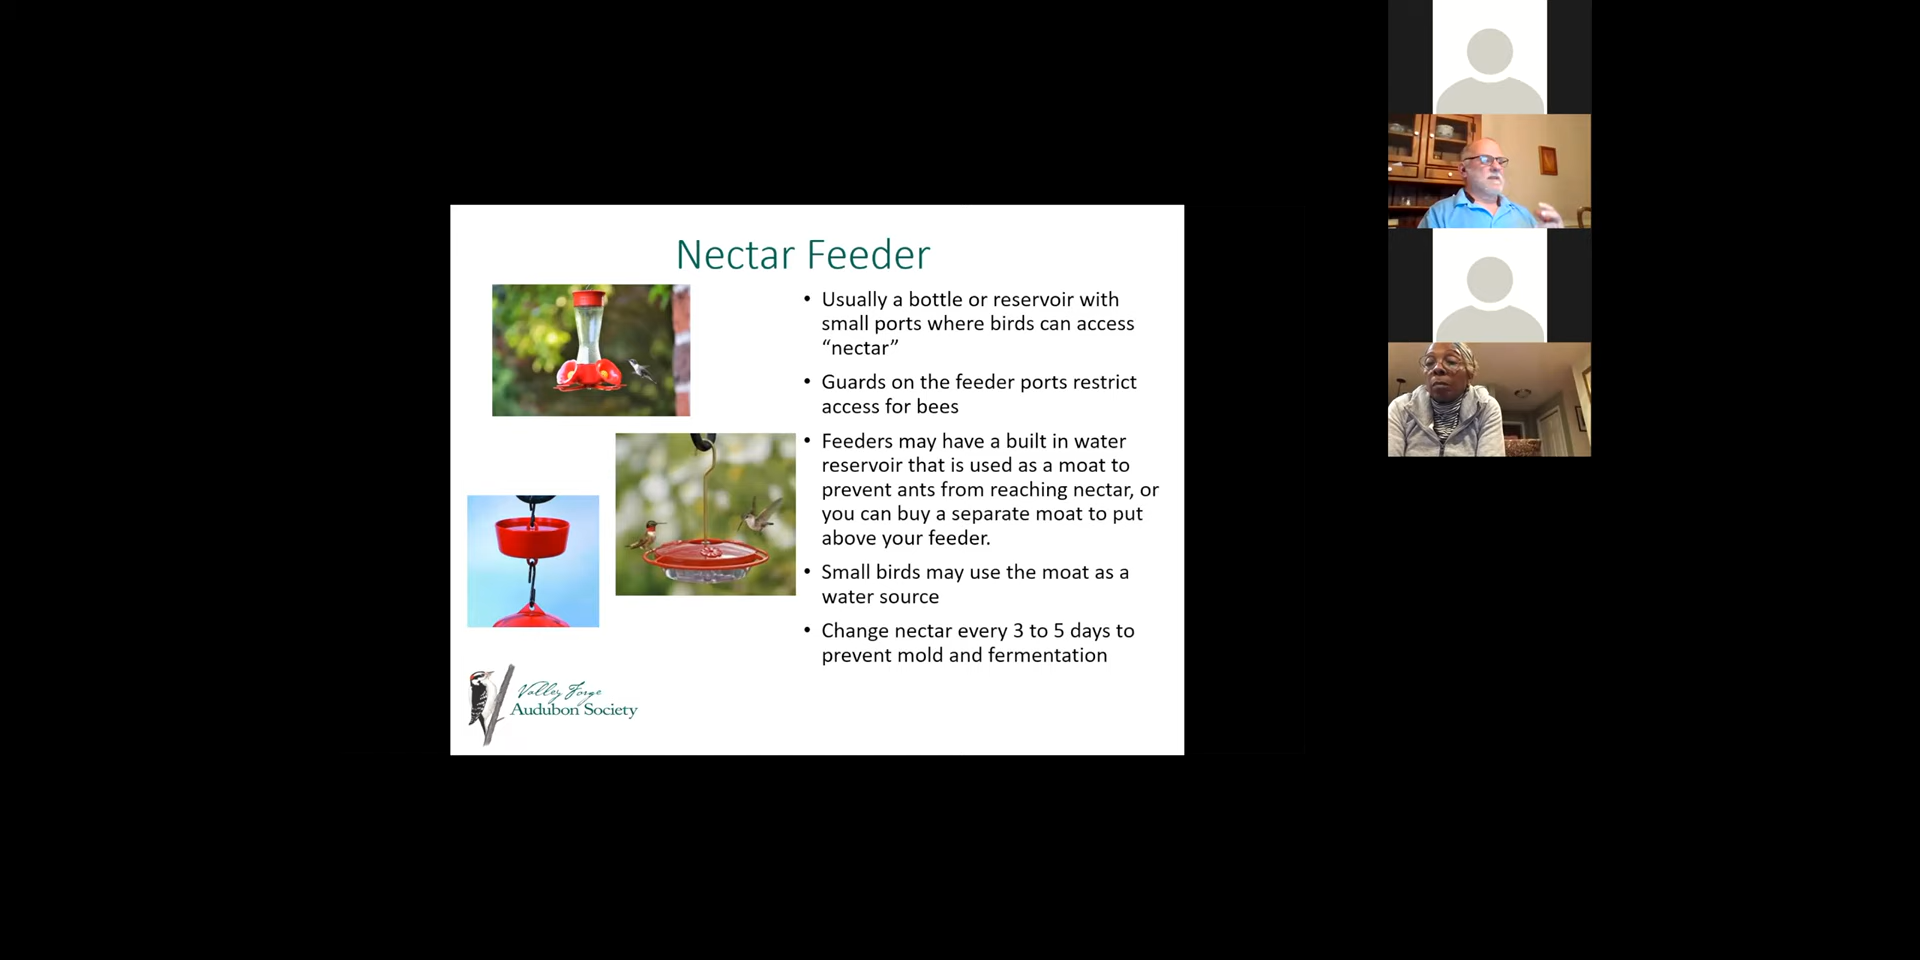 Nectar Feeder
• Usually a bottle or reservoir with
small ports where birds can access
“nectar”
• Guards on the feeder ports restrict
access for bees
• Feeders may have a built in water
reservoir that is used as a moat to
prevent ants from reaching nectar, or
you can buy a separate moat to put
above your feeder.
• Small birds may use the moat as a
water source
• Change nectar every 3 to 5 days to
prevent mold and fermentation
Valley Forge
Audubon Society